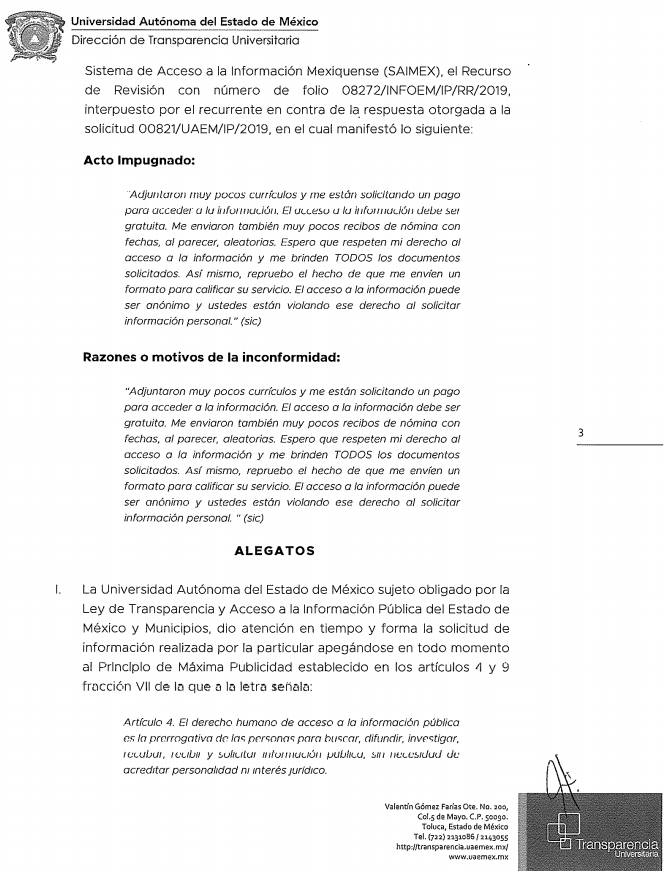 Universidad Autónoma del Estado de México
Dirección de Transparencia Universitaria
Sistema de Acceso a la Información Mexiquense (SAIMEX), el Recurso
de Revisión con número de folio 08272/INFOEM/IP/RR/2019,
interpuesto por el recurrente en contra de la respuesta otorgada a la
solicitud 00821/UAEM/IP/2019, en el cual manifestó lo siguiente:
Acto Impugnado:
"Adjuntaron muy pocos currículos y me están solicitando un pago
para acceder a la información. El acceso a la información debe ser
gratuita. Me enviaron también muy pocos recibos de nómina con
fechas, al parecer, aleatorias. Espero que respeten mi derecho al
acceso a la información y me brinden TODOS los documentos
solicitados. Así mismo, repruebo el hecho de que me envíen un
formato para calificar su servicio. El acceso a la información puede
ser anónimo y ustedes están violando ese derecho al solicitar
información personal." (sic)
Razones o motivos de la inconformidad:
"Adjuntaron muy pocos currículos y me están solicitando un pago
para acceder a la información. El acceso a la información debe ser
gratuita. Me enviaron también muy pocos recibos de nómina con
fechas, al parecer, aleatorias. Espero que respeten mi derecho al
acceso a la información y me brinden TODOS los documentos
solicitados. Así mismo, repruebo el hecho de que me envíen un
formato para calificar su servicio. El acceso a la información puede
ser anónimo y ustedes están violando ese derecho al solicitar
información personal. " (sic)
3
ALEGATOS
I. La Universidad Autónoma del Estado de México sujeto obligado por la
Ley de Transparencia y Acceso a la Información Pública del Estado de
México y Municipios, dio atención en tiempo y forma la solicitud de
información realizada por la particular apegándose en todo momento
al Principio de Máxima Publicidad establecido en los artículos 4 y 9
fracción VII de la que a la letra señala:
Artículo 4. El derecho humano de acceso a la información pública
es la prerrogativa de las personas para buscar, difundir, investigar,
recabar, recibir y solicitar información pública, sin necesidad de
acreditar personalidad ni interés jurídico.
Valentín Gómez Farías Ote. No. 200,
Col.5 de Mayo. C.P. 50090.
Toluca, Estado de México
Tel. (722) 2131086 / 2143055
http://transparencia.uaemex.mx/
www.uaemex.mx
Transparencia
Universitaria